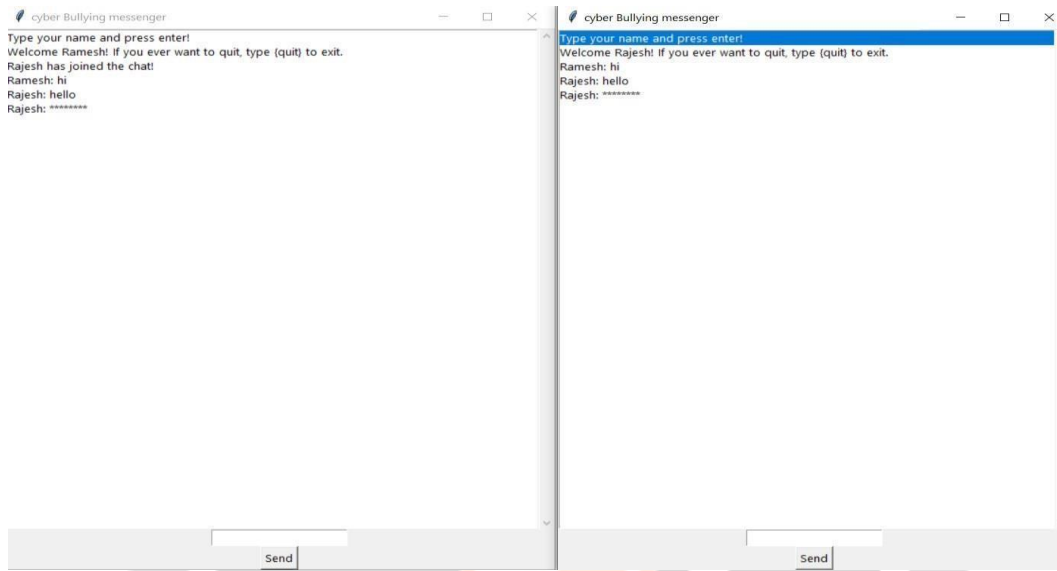 cyber Bullying messenger
Type your name and press enter!
Welcome Ramesh! If you ever want to quit, type {quit} to exit.
Rajesh has joined the chat!
Ramesh: hi
Rajesh: hello
Rajesh: ********
Send
cyber Bullying messenger
Type your name and press enter!
Welcome Rajesh! If you ever want to quit, type {quit} to exit.
Ramesh: hi
Rajesh: hello
Rajesh: ********
Send